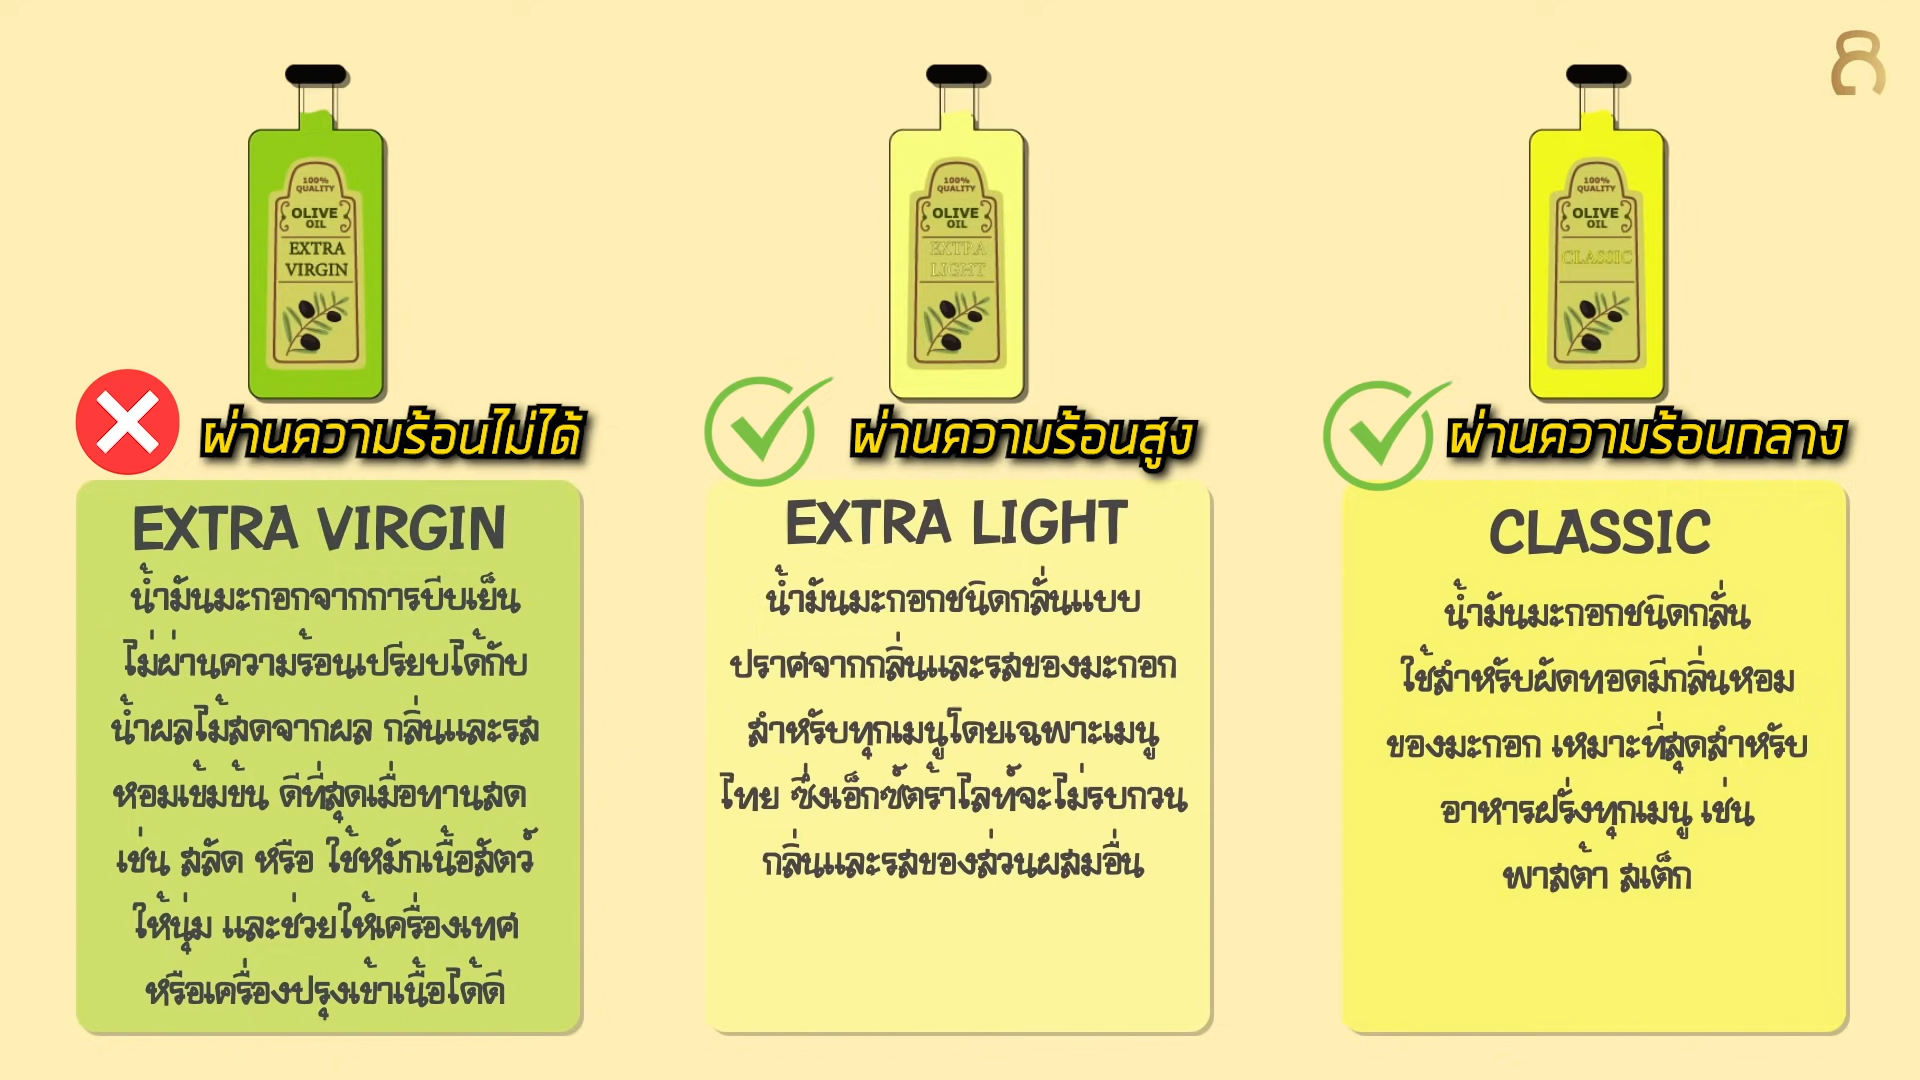 100%
QUALITY
OLIVE
OIL
EXTRA
VIRGIN
ผ่านความร้อนไม่ได้
EXTRA VIRGIN
น้ำมันมะกอกจากการบีบเย็น
ไม่ผ่านความร้อนเปรียบได้กับ
น้ำผลไม้สดจากผล กลิ่นและรส
หอมเข้มข้น ดีที่สุดเมื่อทานสด
เช่น สลัด หรือ ใช้หมักเนื้อสัตว์
ให้นุ่ม และช่วยให้เครื่องเทศ
หรือเครื่องปรุงเข้าเนื้อได้ดี
100%
QUALITY
OLIVE
OIL
EXTRA
LIGHT
ผ่านความร้อนสูง
EXTRA LIGHT
น้ำมันมะกอกชนิดกลั่นแบบ
ปราศจากกลิ่นและรสของมะกอก
สำหรับทุกเมนูโดยเฉพาะเมนู
ไทย ซึ่งเอ็กซ์ตร้าไลท์จะไม่รบกวน
กลิ่นและรสของส่วนผสมอื่น
100%
QUALITY
OLIVE
OIL
CLASSIC
ผ่านความร้อนกลาง
CLASSIC
น้ำมันมะกอกชนิดกลั่น
ใช้สำหรับผัดทอดมีกลิ่นหอม
ของมะกอก เหมาะที่สุดสำหรับ
อาหารฝรั่งทุกเมนู เช่น
พาสต้า สเต็ก